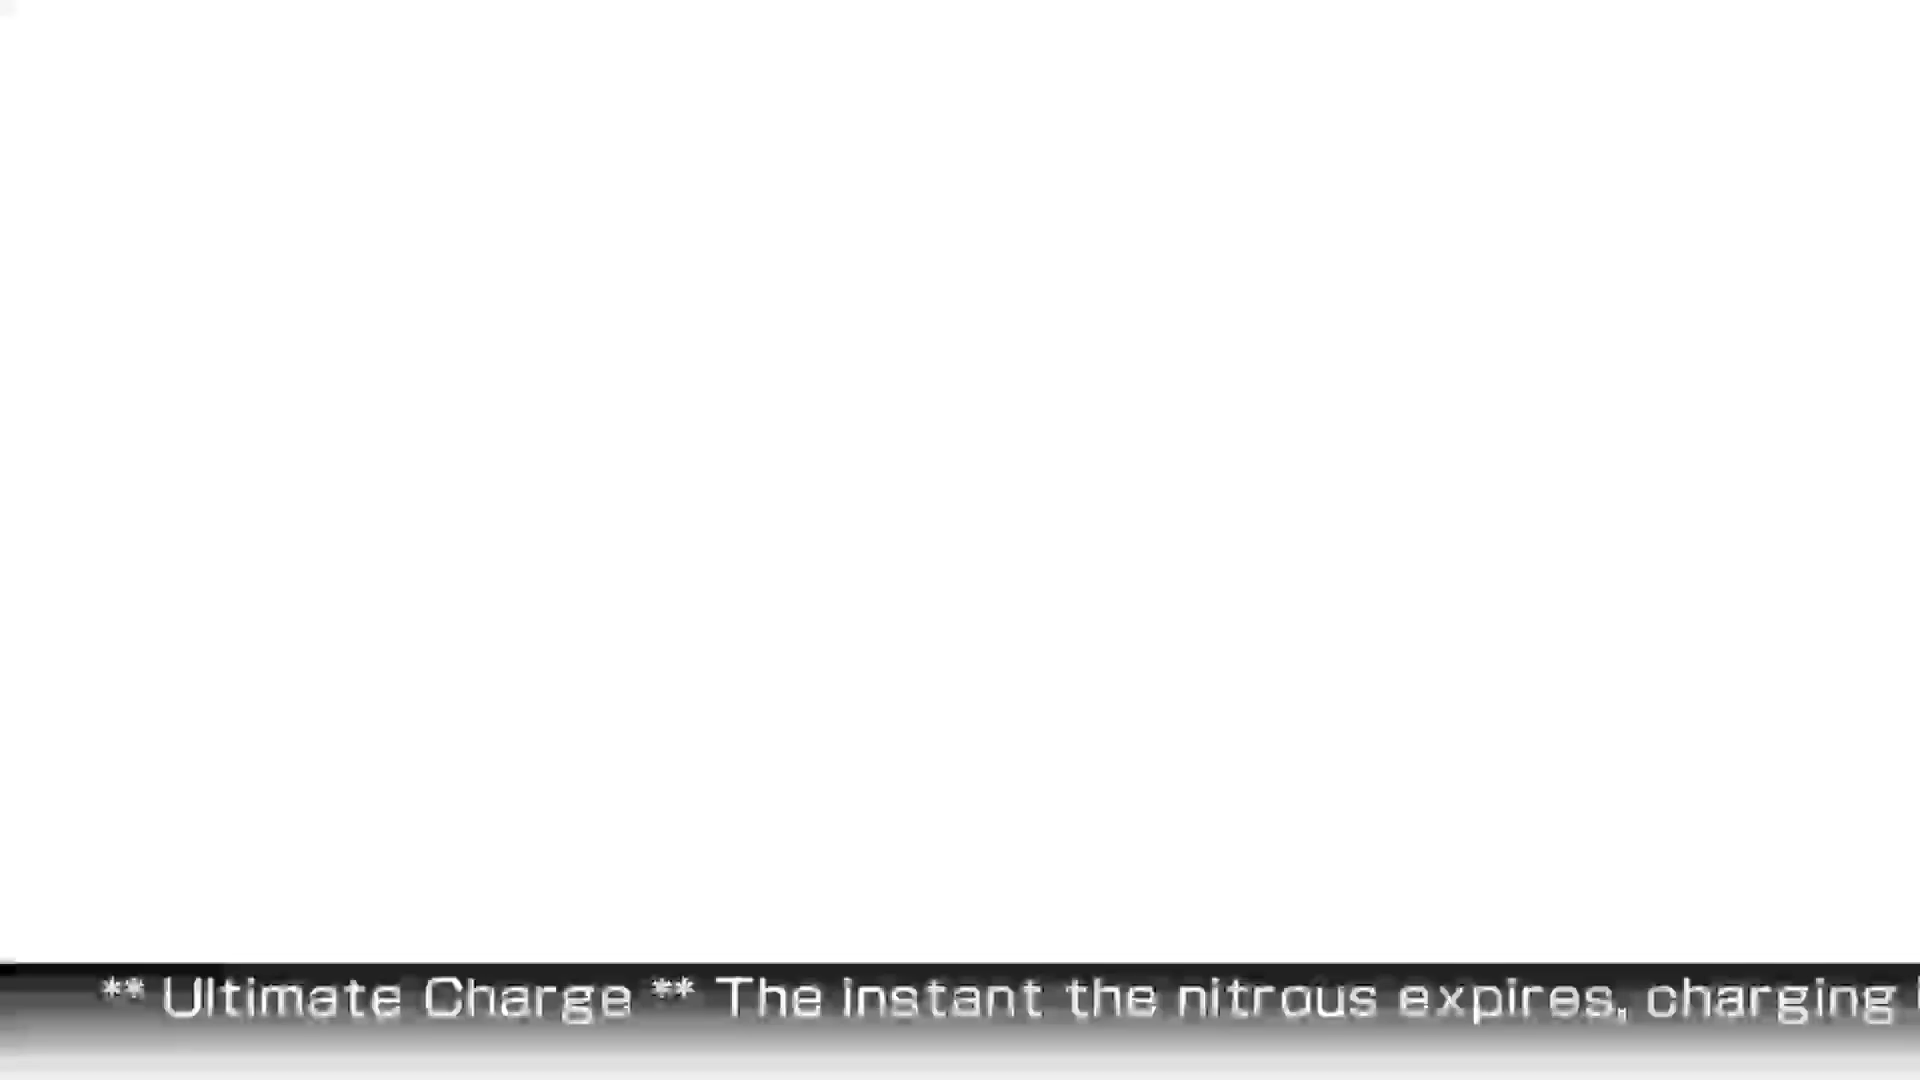 ** Ultimate Charge ** The instant the nitrous expires, charging